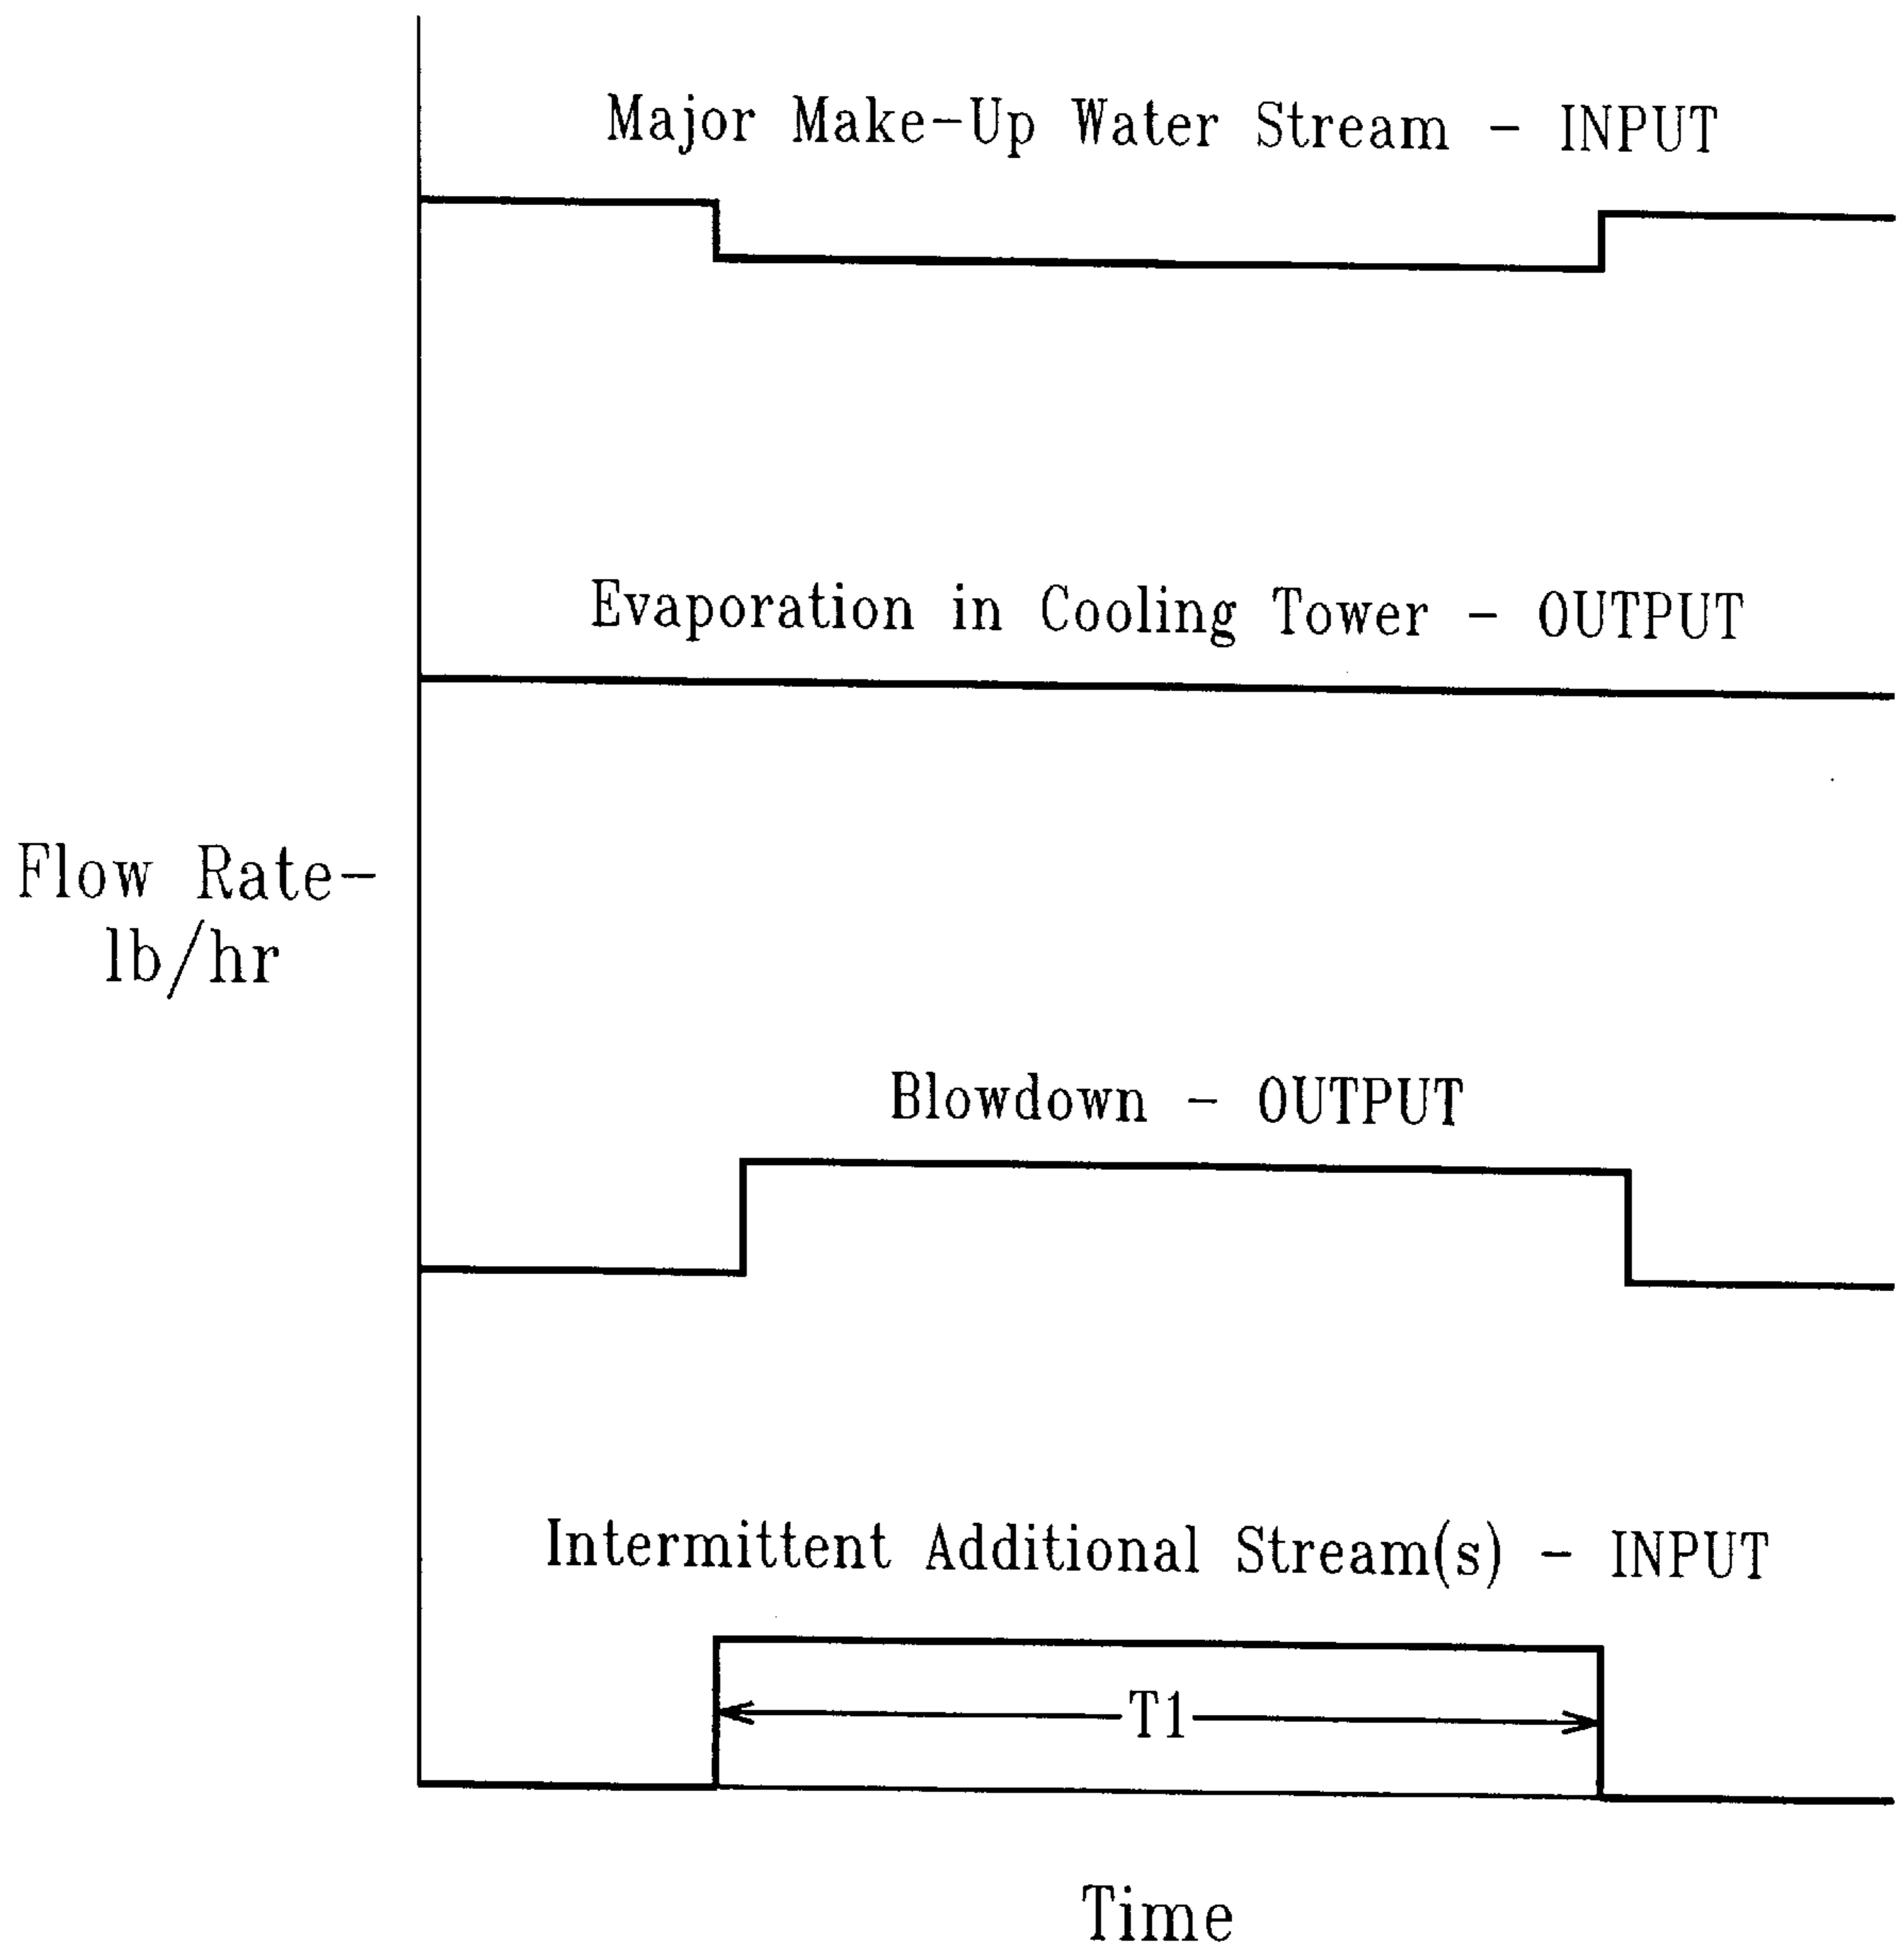 Major Make-Up Water Stream - INPUT
Evaporation in Cooling Tower - OUTPUT
Flow Rate-
lb/hr
Blowdown - OUTPUT
Intermittent Additional Stream(s) - INPUT
T1
Time